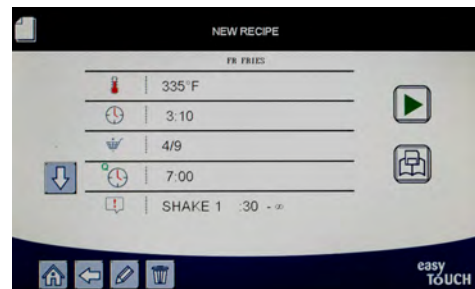 NEW RECIPE
FR FRIES
335°F
3:10
4/9
7:00
SHAKE 1 :30 - ∞
easy
TOUCH